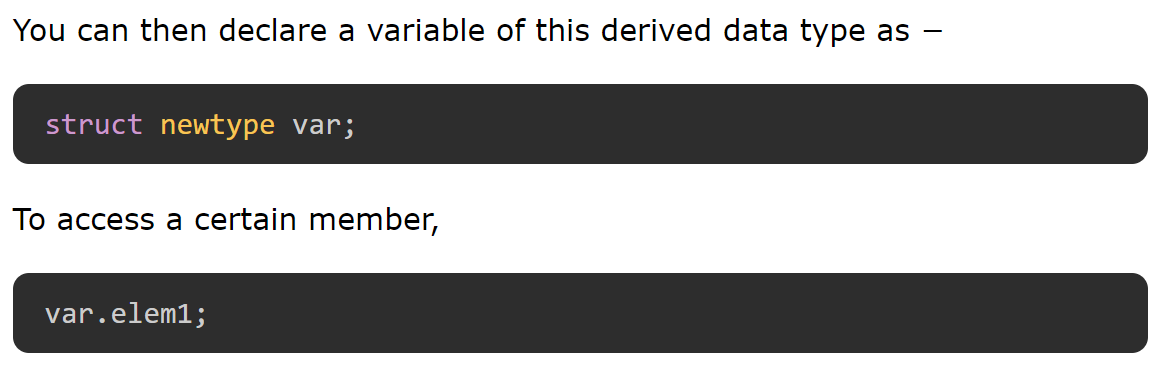 You can then declare a variable of this derived data type as −
struct newtype var;
To access a certain member,
var.elem1;